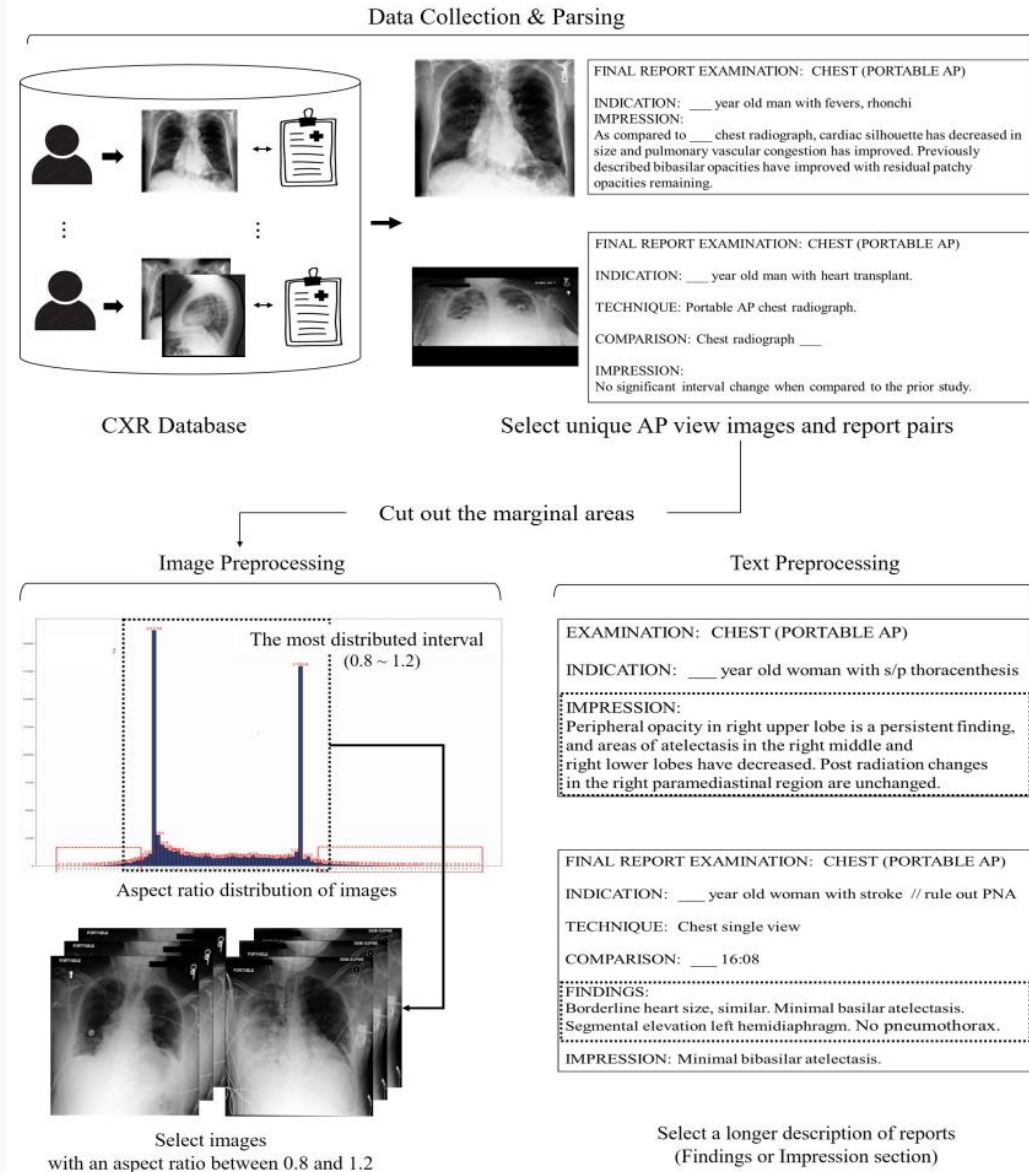 Data Collection & Parsing
FINAL REPORT EXAMINATION: CHEST (PORTABLE AP)
INDICATION: ___ year old man with fevers, rhonchi
IMPRESSION:
As compared to ___ chest radiograph, cardiac silhouette has decreased in
size and pulmonary vascular congestion has improved. Previously
described bibasilar opacities have improved with residual patchy
opacities remaining.
FINAL REPORT EXAMINATION: CHEST (PORTABLE AP)
INDICATION: ___ year old man with heart transplant.
TECHNIQUE: Portable AP chest radiograph.
COMPARISON: Chest radiograph ___
IMPRESSION:
No significant interval change when compared to the prior study.
CXR Database
Select unique AP view images and report pairs
Cut out the marginal areas
Image Preprocessing
The most distributed interval
(0.8 ~ 1.2)
Aspect ratio distribution of images
PORTABLE
PORTABLE
PORTABLE
SEMI-SUPINE
PORTABLE
Select images
with an aspect ratio between 0.8 and 1.2
Text Preprocessing
EXAMINATION: CHEST (PORTABLE AP)
INDICATION: ___ year old woman with s/p thoracenthesis
IMPRESSION:
Peripheral opacity in right upper lobe is a persistent finding,
and areas of atelectasis in the right middle and
right lower lobes have decreased. Post radiation changes
in the right paramediastinal region are unchanged.
FINAL REPORT EXAMINATION: CHEST (PORTABLE AP)
INDICATION: ___ year old woman with stroke // rule out PNA
TECHNIQUE: Chest single view
COMPARISON: ___ 16:08
FINDINGS:
Borderline heart size, similar. Minimal basilar atelectasis.
Segmental elevation left hemidiaphragm. No pneumothorax.
IMPRESSION: Minimal bibasilar atelectasis.
Select a longer description of reports
(Findings or Impression section)